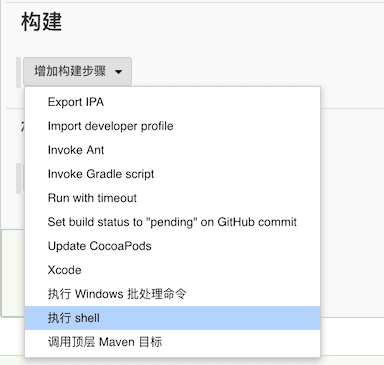 构建
增加构建步骤
Export IPA
Import developer profile
Invoke Ant
Invoke Gradle script
Run with timeout
Set build status to "pending" on GitHub commit
Update CocoaPods
Xcode
执行 Windows 批处理命令
执行 shell
调用顶层 Maven 目标